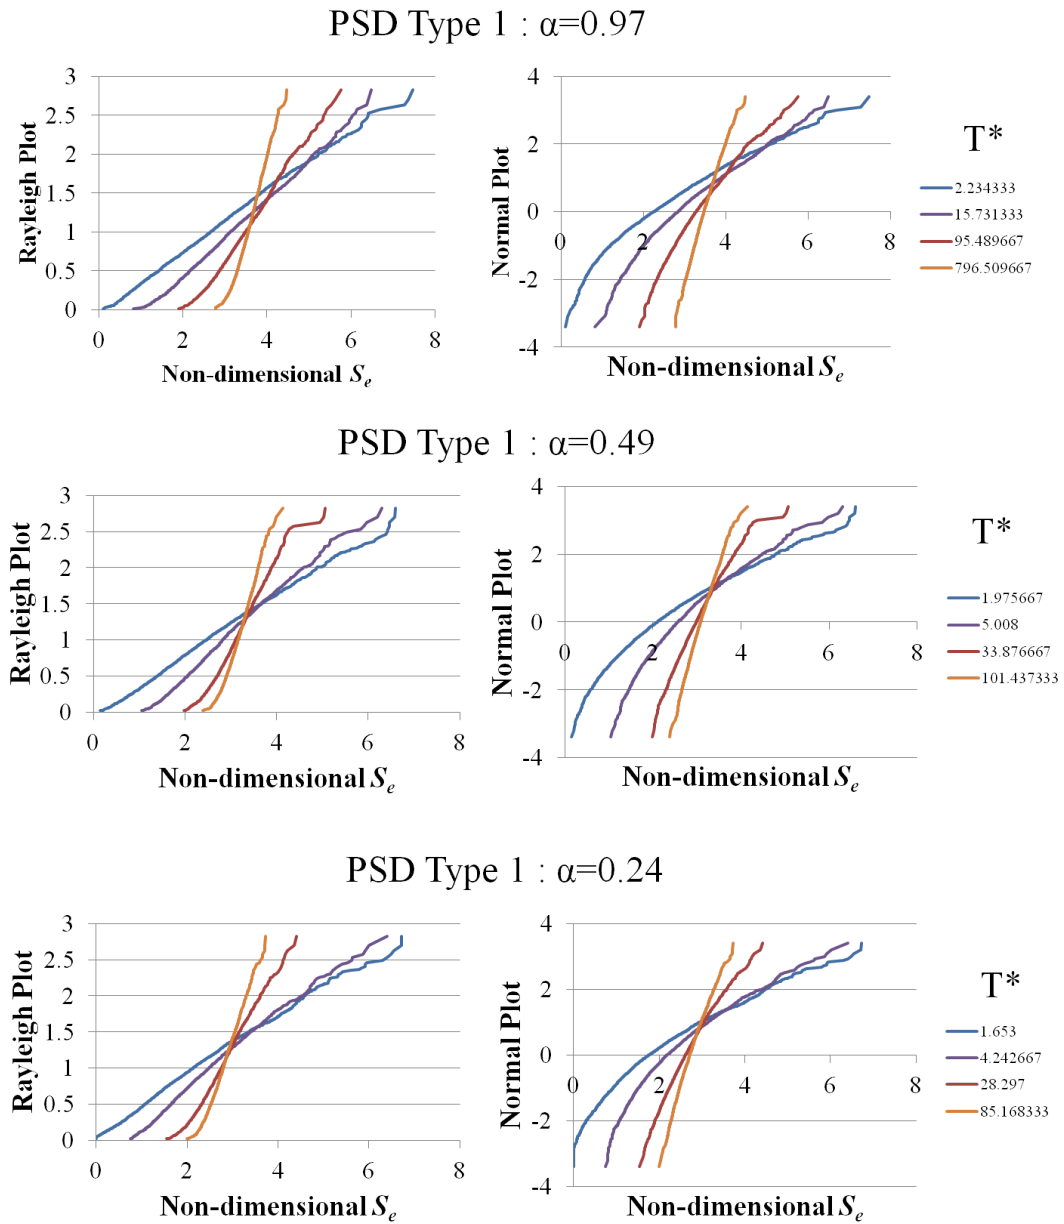 PSD Type 1 : α=0.97
Rayleigh Plot
3
2.5
2
1.5
1
0.5
0
0 2 4 6 8
Non-dimensional Se
Normal Plot
4
2
0
-2
-4
0 2 4 6 8
Non-dimensional Se
T*
2.234333
15.731333
95.489667
796.509667
PSD Type 1 : α=0.49
Rayleigh Plot
3
2.5
2
1.5
1
0.5
0
0 2 4 6 8
Non-dimensional Se
Normal Plot
4
2
0
-2
-4
0 2 4 6 8
Non-dimensional Se
T*
1.975667
5.008
33.876667
101.437333
PSD Type 1 : α=0.24
Rayleigh Plot
3
2.5
2
1.5
1
0.5
0
0 2 4 6 8
Non-dimensional Se
Normal Plot
4
2
0
-2
-4
0 2 4 6 8
Non-dimensional Se
T*
1.653
4.242667
28.297
85.168333